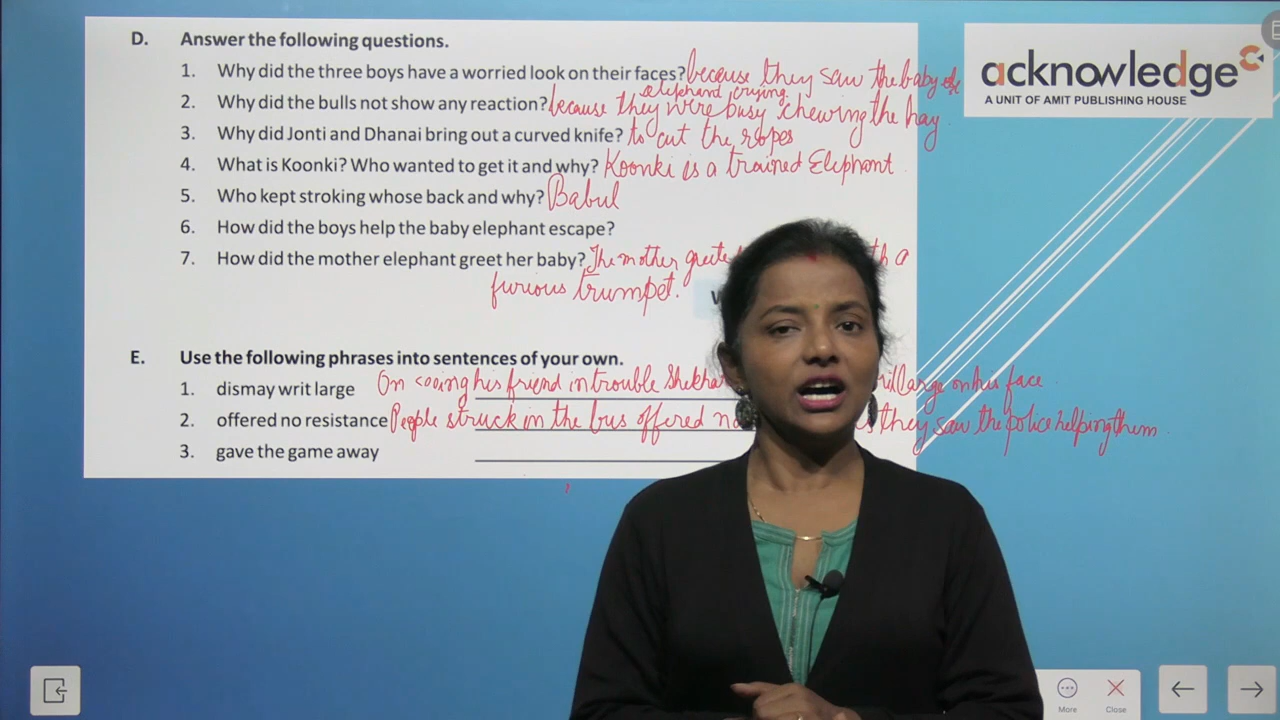 D. Answer the following questions.
1. Why did the three boys have a worried look on their faces? because they saw the baby of
elephant crying
2. Why did the bulls not show any reaction? because they were busy chewing the hay
3. Why did Jonti and Dhanai bring out a curved knife? to cut the ropes
4. What is Koonki? Who wanted to get it and why? Koonki is a trained Elephant
5. Who kept stroking whose back and why? Babul
6. How did the boys help the baby elephant escape?
7. How did the mother elephant greet her baby? The mother a
furious trumpet.
E. Use the following phrases into sentences of your own.
1. dismay writ large On friend in trouble on his face
2. offered no resistance People struck in the bus offered they saw the police helping them
3. gave the game away
acknowledge
A UNIT OF AMIT PUBLISHING HOUSE
More
Close